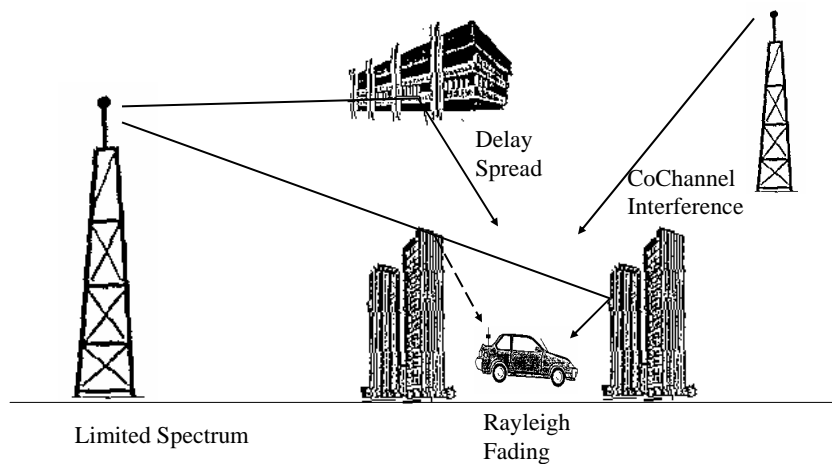 Delay
Spread
CoChannel
Interference
Limited Spectrum
Rayleigh
Fading